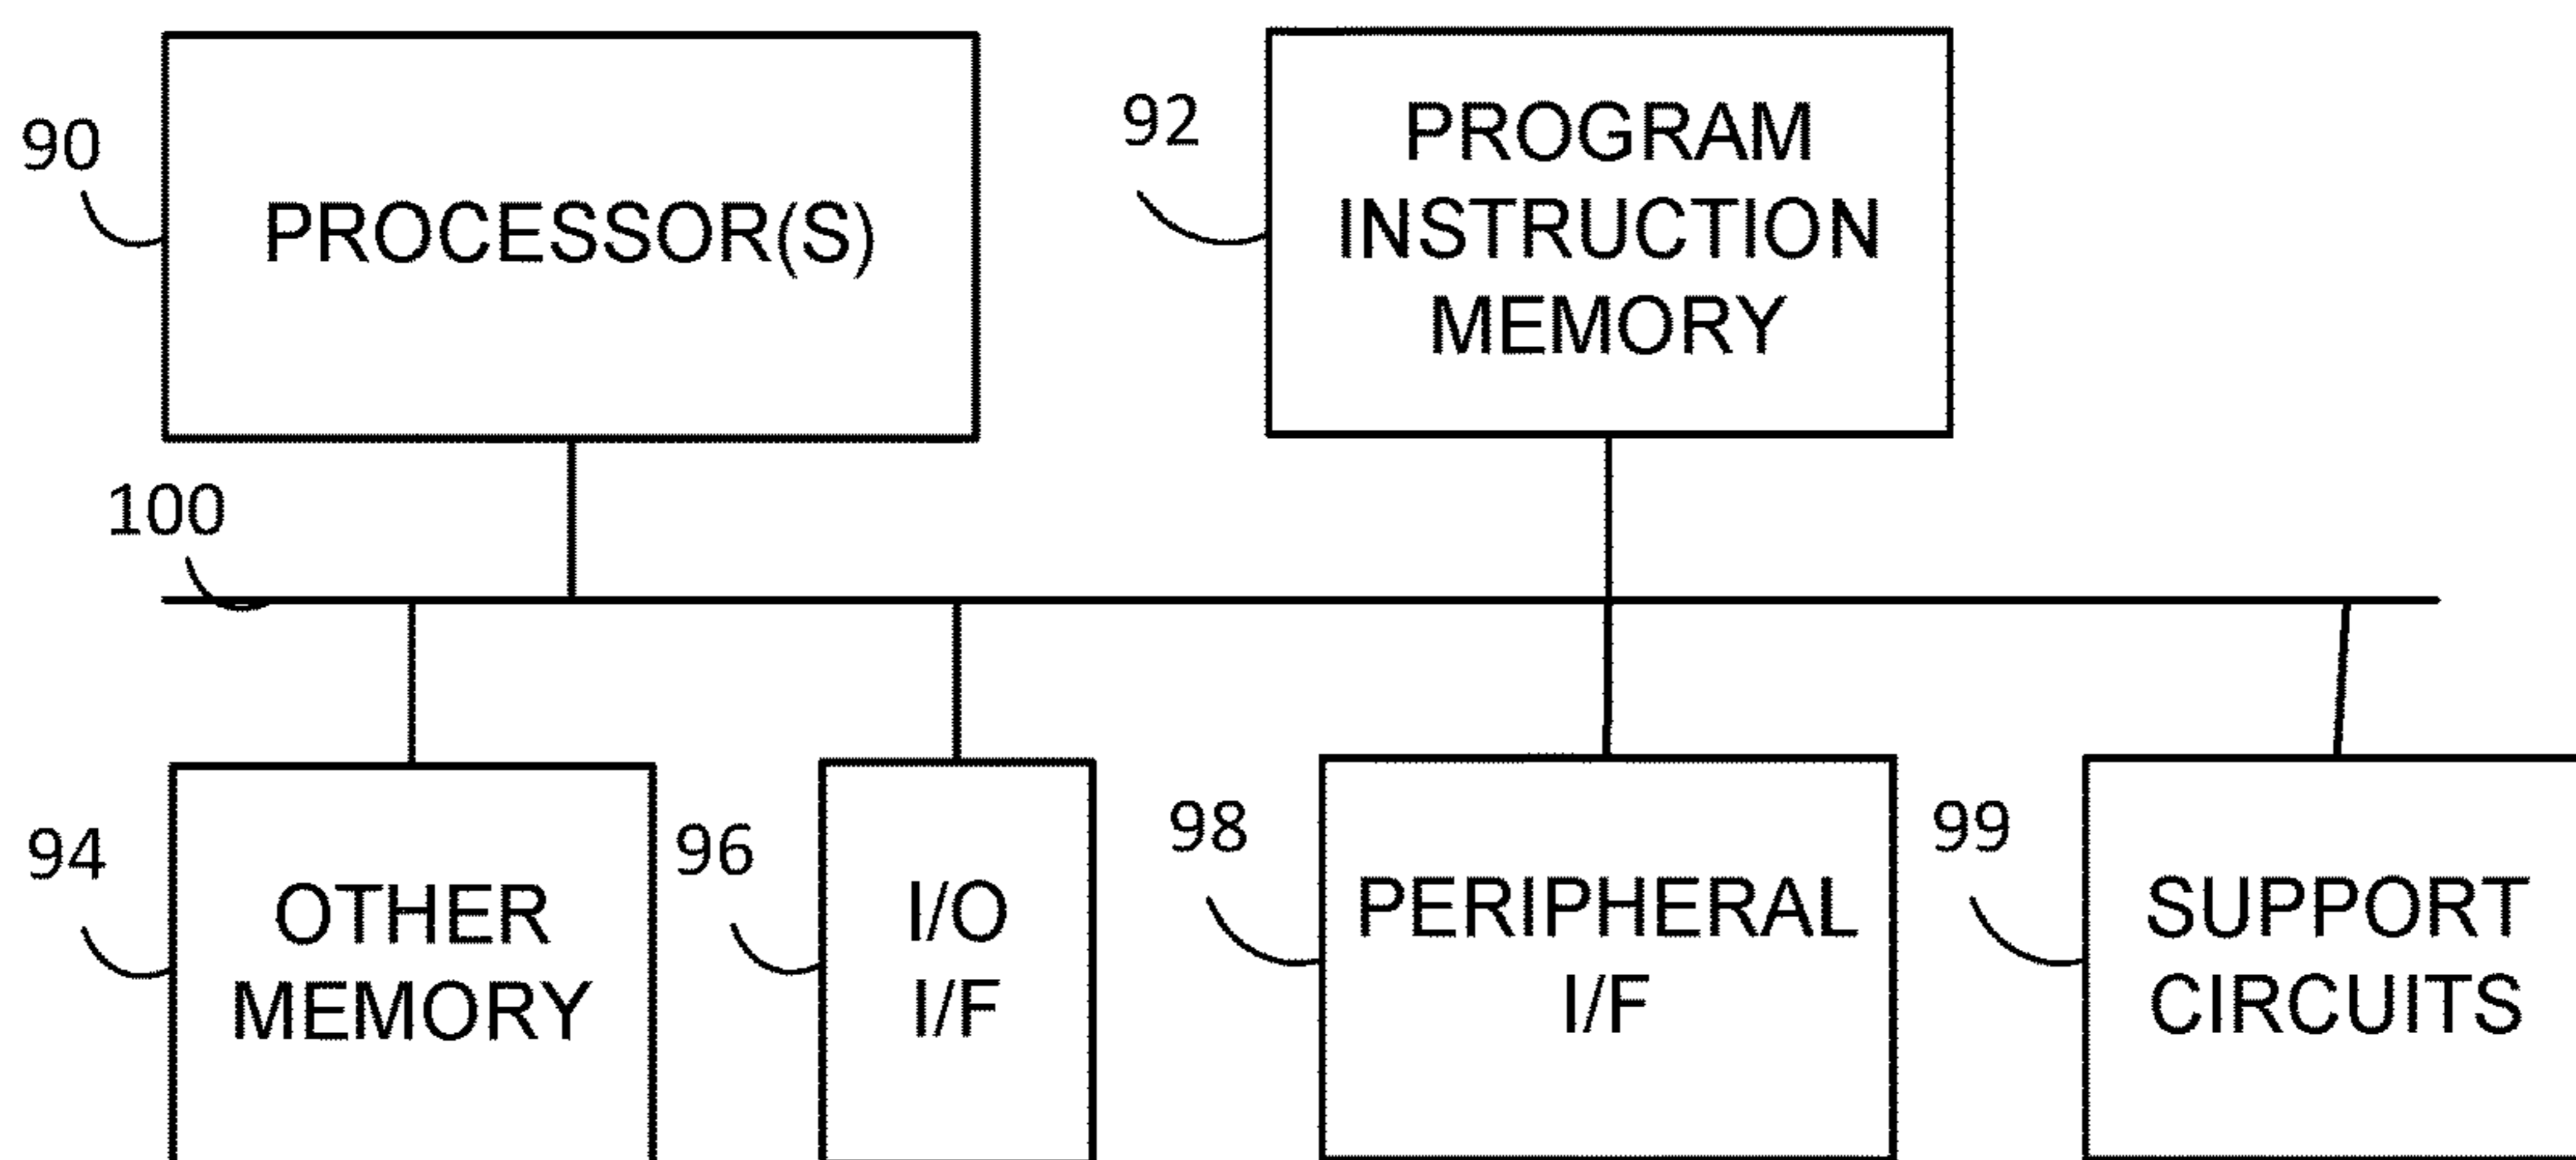 90
PROCESSOR(S)
92
PROGRAM
INSTRUCTION
MEMORY
100
94
OTHER
MEMORY
96
I/O
I/F
98
PERIPHERAL
I/F
99
SUPPORT
CIRCUITS